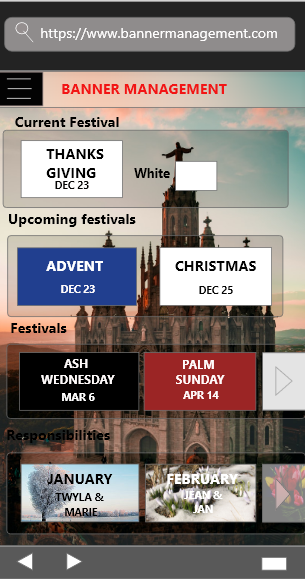 https://www.bannermanagement.com
BANNER MANAGEMENT
Current Festival
THANKS
GIVING
DEC 23
White
Upcoming festivals
ADVENT
DEC 23
CHRISTMAS
DEC 25
Festivals
ASH
WEDNESDAY
MAR 6
PALM
SUNDAY
APR 14
Responsibilities
JANUARY
TWYLA &
MARIE
FEBRUARY
JEAN &
JAN